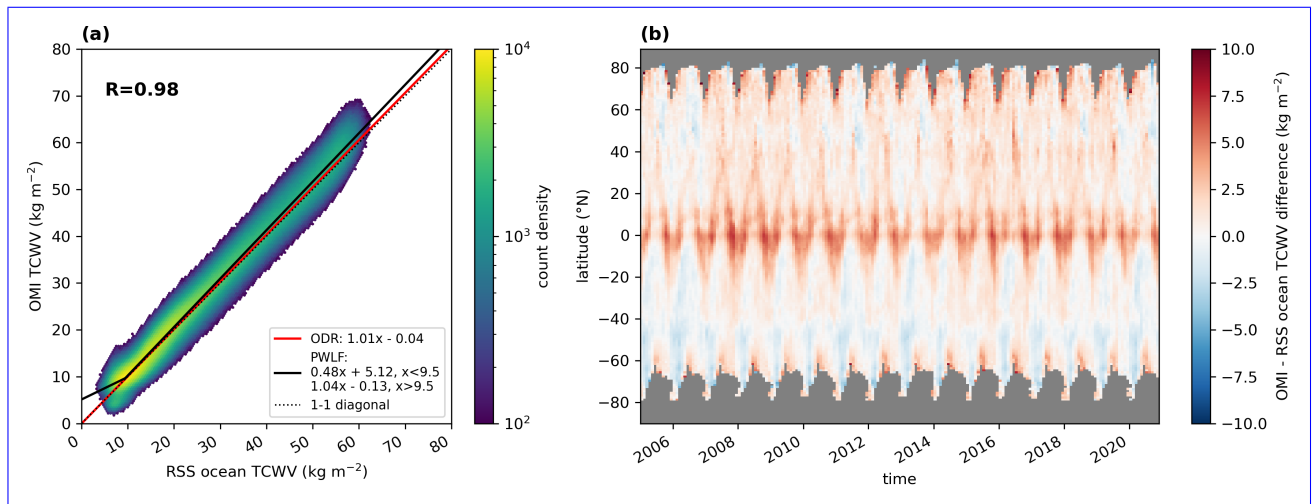 (a)
R=0.98
80
70
60
50
40
30
20
10
0
OMI TCWV (kg m⁻²)
0 10 20 30 40 50 60 70 80
RSS ocean TCWV (kg m⁻²)
ODR: 1.01x - 0.04
PWLF:
0.48x + 5.12, x<9.5
1.04x - 0.13, x>9.5
1-1 diagonal
10⁴
10³
10²
count density
(b)
80
60
40
20
0
−20
−40
−60
−80
latitude (°N)
2006 2008 2010 2012 2014 2016 2018 2020
time
10.0
7.5
5.0
2.5
0.0
−2.5
−5.0
−7.5
−10.0
OMI - RSS ocean TCWV difference (kg m⁻²)